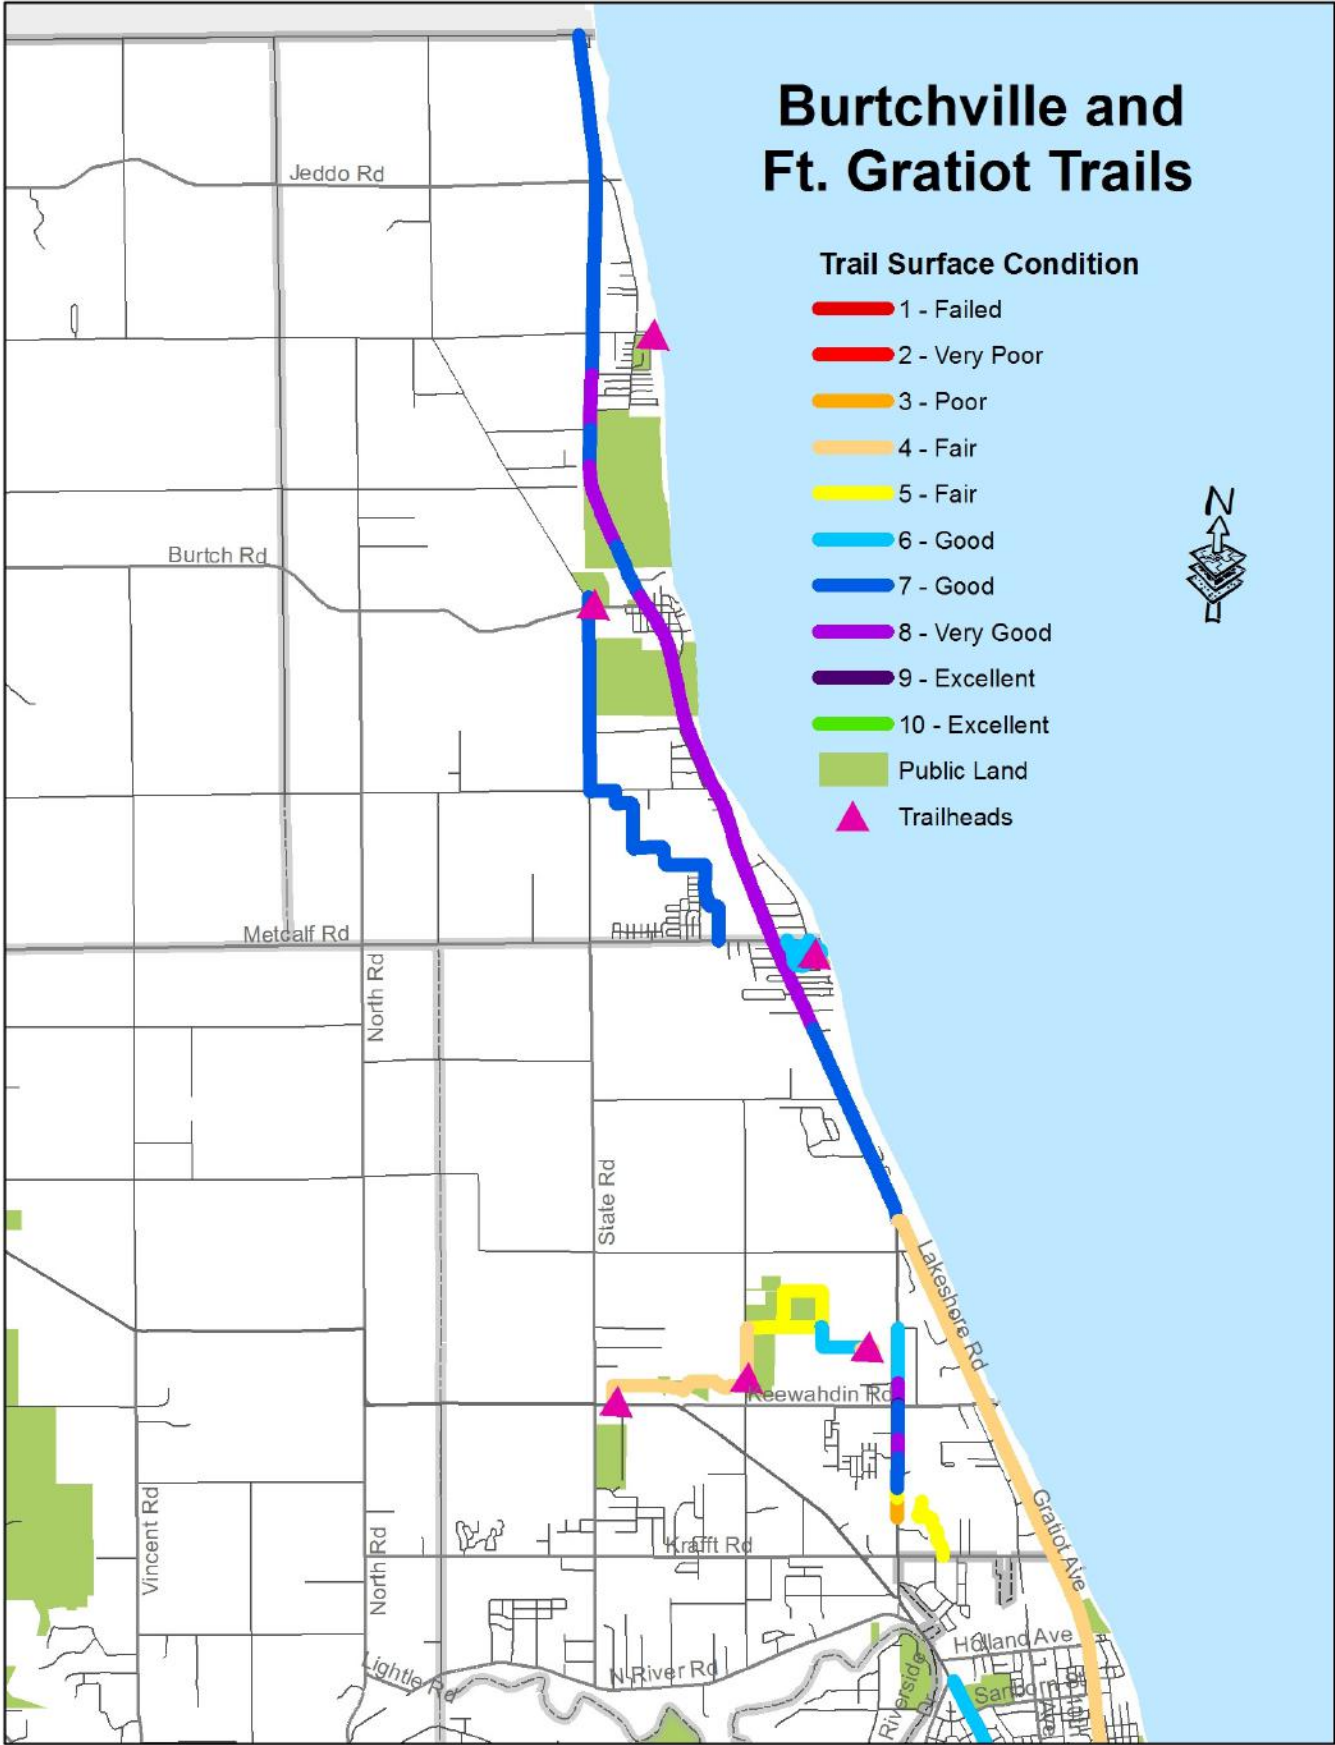 Burtchville and
Ft. Gratiot Trails
Trail Surface Condition
1 - Failed
2 - Very Poor
3 - Poor
4 - Fair
5 - Fair
6 - Good
7 - Good
8 - Very Good
9 - Excellent
10 - Excellent
Public Land
Trailheads
N
Jeddo Rd
Burtch Rd
Metcalf Rd
North Rd
State Rd
Lakeshore Rd
Keewahdin Rd
Gratiot Ave
Vincent Rd
North Rd
Krafft Rd
Holland Ave
Lightle Rd
N River Rd
Riverside Dr
Sanborn
Ave